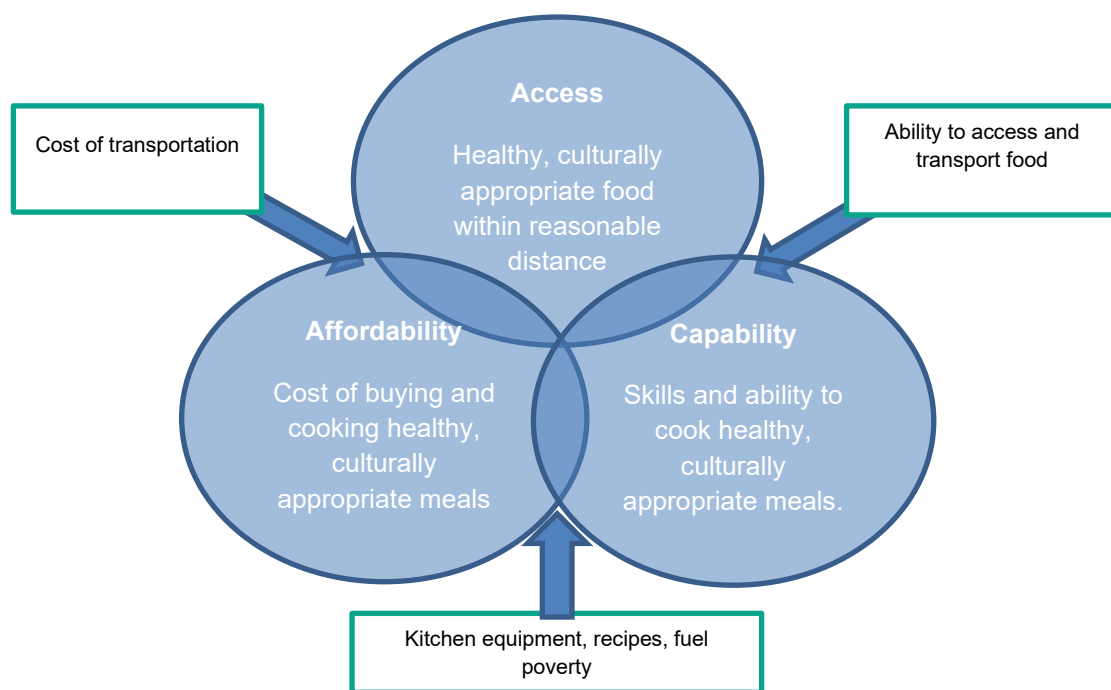 Access
Healthy, culturally
appropriate food
within reasonable
distance
Cost of transportation
Ability to access and
transport food
Affordability
Cost of buying and
cooking healthy,
culturally
appropriate meals
Capability
Skills and ability to
cook healthy,
culturally
appropriate meals.
Kitchen equipment, recipes, fuel
poverty